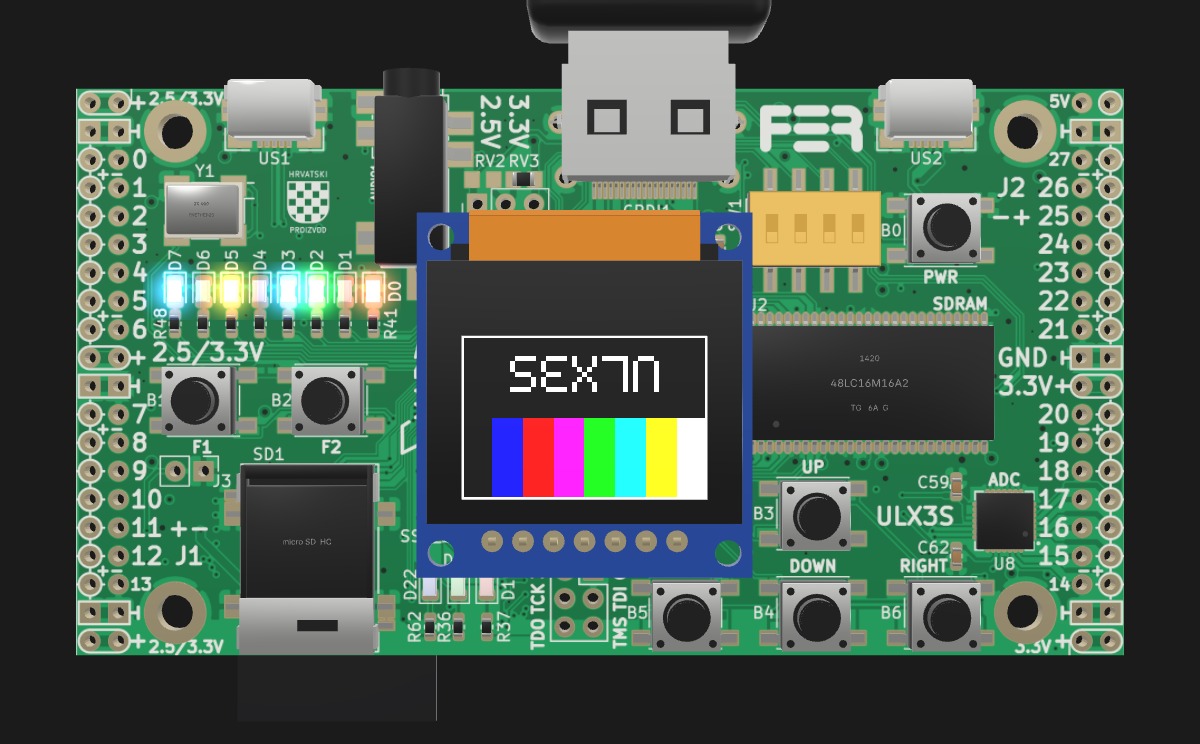 2.5/3.3V
US1
3.3V
2.5V
RV2 RV3
FER
US2
5V
Y1
HRVATSKI
PROIZVOD
J2
-+
B0
PWR
27
26
25
24
23
22
21
GND
3.3V+
20
19
18
17
16
15
14
0
1
2
3
4
5
6
7
8
9
10
11 +-
12 J1
13
D7
D6
D5
D4
D3
D2
D1
D0
R48
R41
2.5/3.3V
B1
B2
F1
F2
J3
SD1
micro SD HC
SDRAM
1420
48LC16M16A2
TG 6A G
UP
B3
ULX3S
C59
ADC
C62
U8
DOWN
RIGHT
B5
B4
B6
D22
D1
R62
R36
R37
TDO TCK
TMS TDI
2.5/3.3V
3.3V